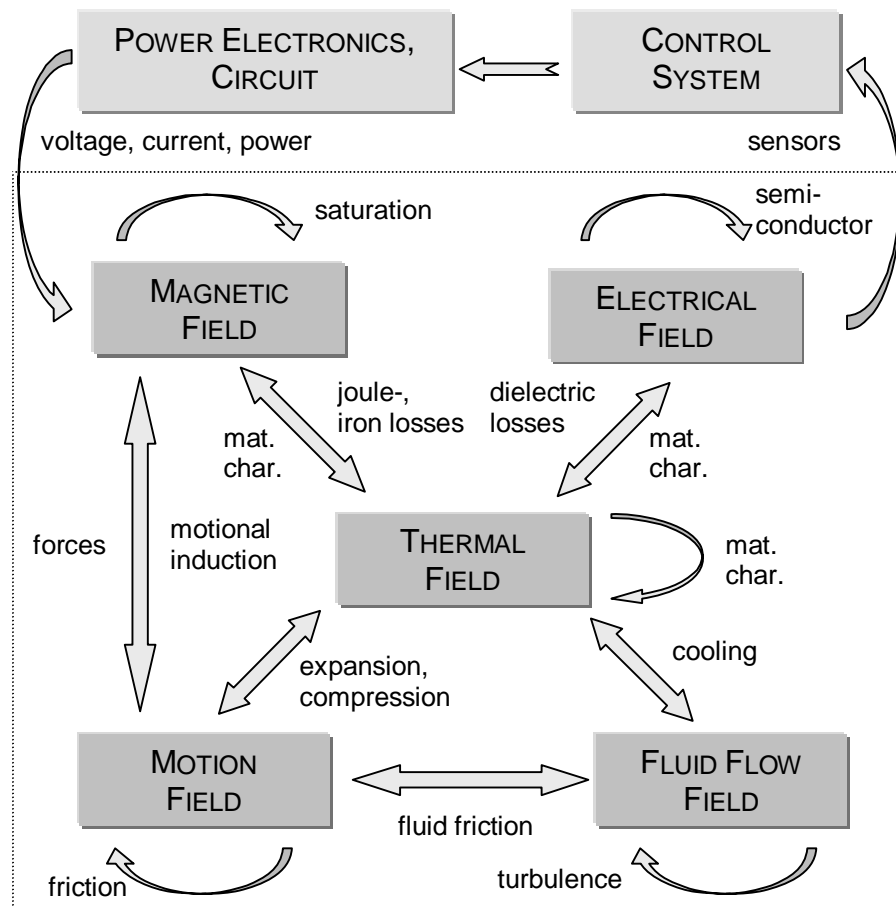 POWER ELECTRONICS,
CIRCUIT
CONTROL
SYSTEM
voltage, current, power
sensors
saturation
semi-
conductor
MAGNETIC
FIELD
ELECTRICAL
FIELD
joule-,
iron losses
dielectric
losses
mat.
char.
mat.
char.
forces
motional
induction
THERMAL
FIELD
mat.
char.
expansion,
compression
cooling
MOTION
FIELD
FLUID FLOW
FIELD
fluid friction
friction
turbulence